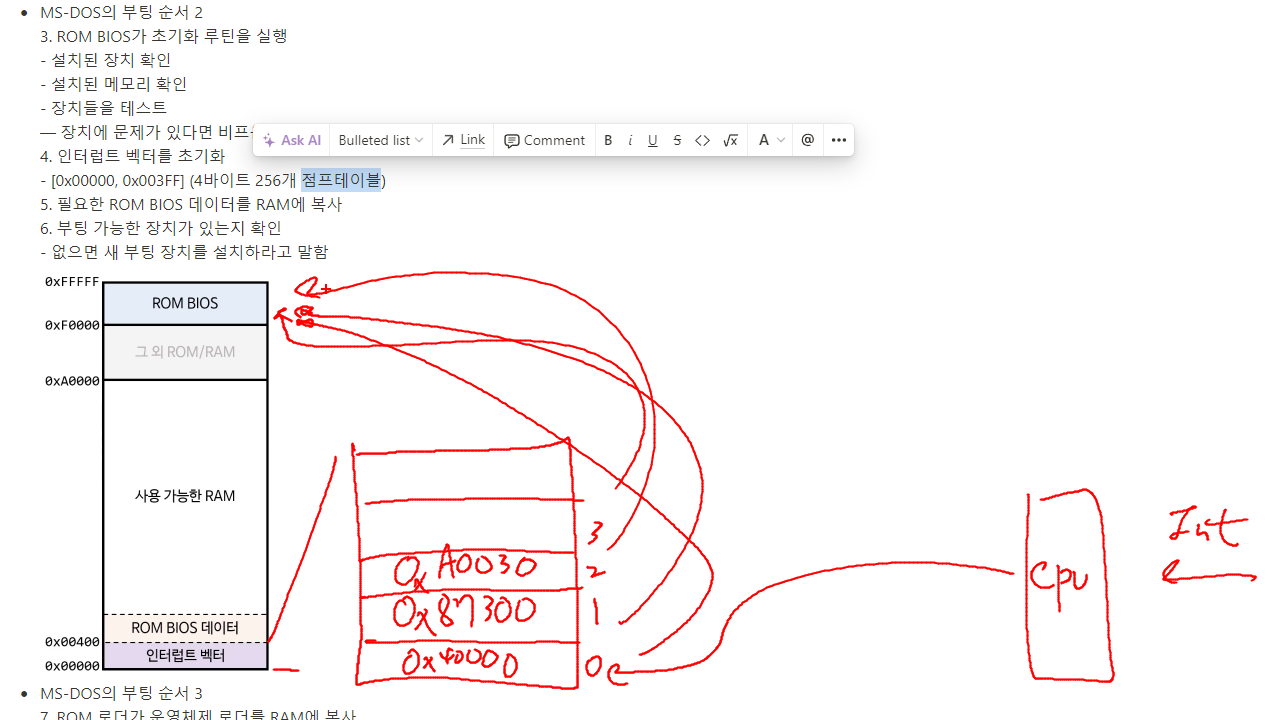 • MS-DOS의 부팅 순서 2
3. ROM BIOS가 초기화 루틴을 실행
- 설치된 장치 확인
- 설치된 메모리 확인
- 장치들을 테스트
— 장치에 문제가 있다면 비프
Ask AI Bulleted list Link Comment B i U S <> √x A @ •••
4. 인터럽트 벡터를 초기화
- [0x00000, 0x003FF] (4바이트 256개 점프테이블)
5. 필요한 ROM BIOS 데이터를 RAM에 복사
6. 부팅 가능한 장치가 있는지 확인
- 없으면 새 부팅 장치를 설치하라고 말함
0xFFFFF
ROM BIOS
0xF0000
그 외 ROM/RAM
0xA0000
사용 가능한 RAM
ROM BIOS 데이터
0x00400
인터럽트 벡터
0x00000
3
0xA0030 2
0x87300 1
0x40000 0
CPU
Int
• MS-DOS의 부팅 순서 3
7. ROM 로더가 운영체제 로더를 RAM에 복사